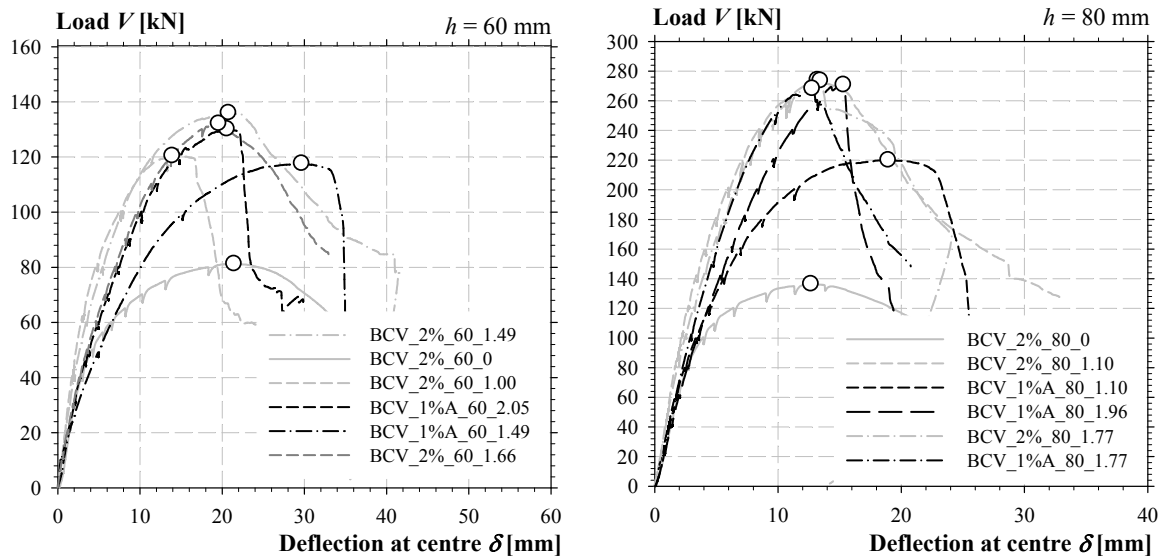 Load V [kN]
h = 60 mm
160
140
120
100
80
60
40
20
0
0 10 20 30 40 50 60
Deflection at centre δ [mm]
BCV_2%_60_1.49
BCV_2%_60_0
BCV_2%_60_1.00
BCV_1%A_60_2.05
BCV_1%A_60_1.49
BCV_2%_60_1.66
Load V [kN]
h = 80 mm
300
280
260
240
220
200
180
160
140
120
100
80
60
40
20
0
0 10 20 30 40
Deflection at centre δ [mm]
BCV_2%_80_0
BCV_2%_80_1.10
BCV_1%A_80_1.10
BCV_1%A_80_1.96
BCV_2%_80_1.77
BCV_1%A_80_1.77